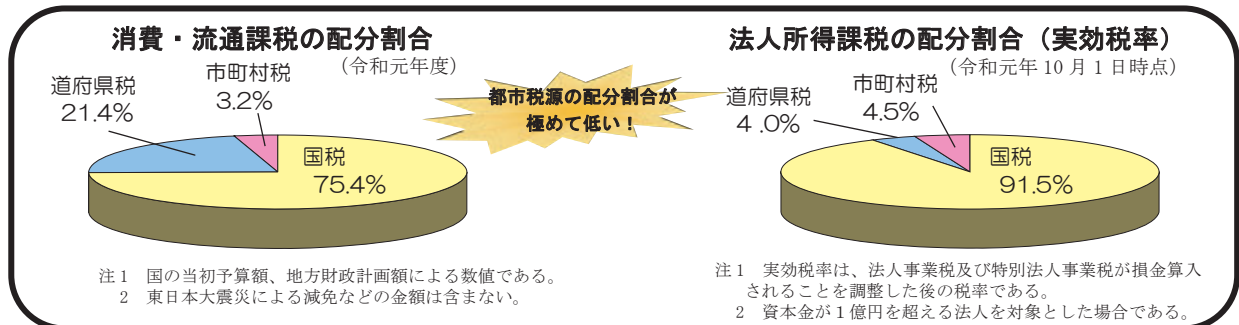 消費・流通課税の配分割合
（令和元年度）
道府県税
21.4%
市町村税
3.2%
国税
75.4%
注1 国の当初予算額、地方財政計画額による数値である。
2 東日本大震災による減免などの金額は含まない。
都市税源の配分割合が
極めて低い！
法人所得課税の配分割合（実効税率）
（令和元年10月1日時点）
道府県税
4.0%
市町村税
4.5%
国税
91.5%
注1 実効税率は、法人事業税及び特別法人事業税が損金算入
されることを調整した後の税率である。
2 資本金が1億円を超える法人を対象とした場合である。